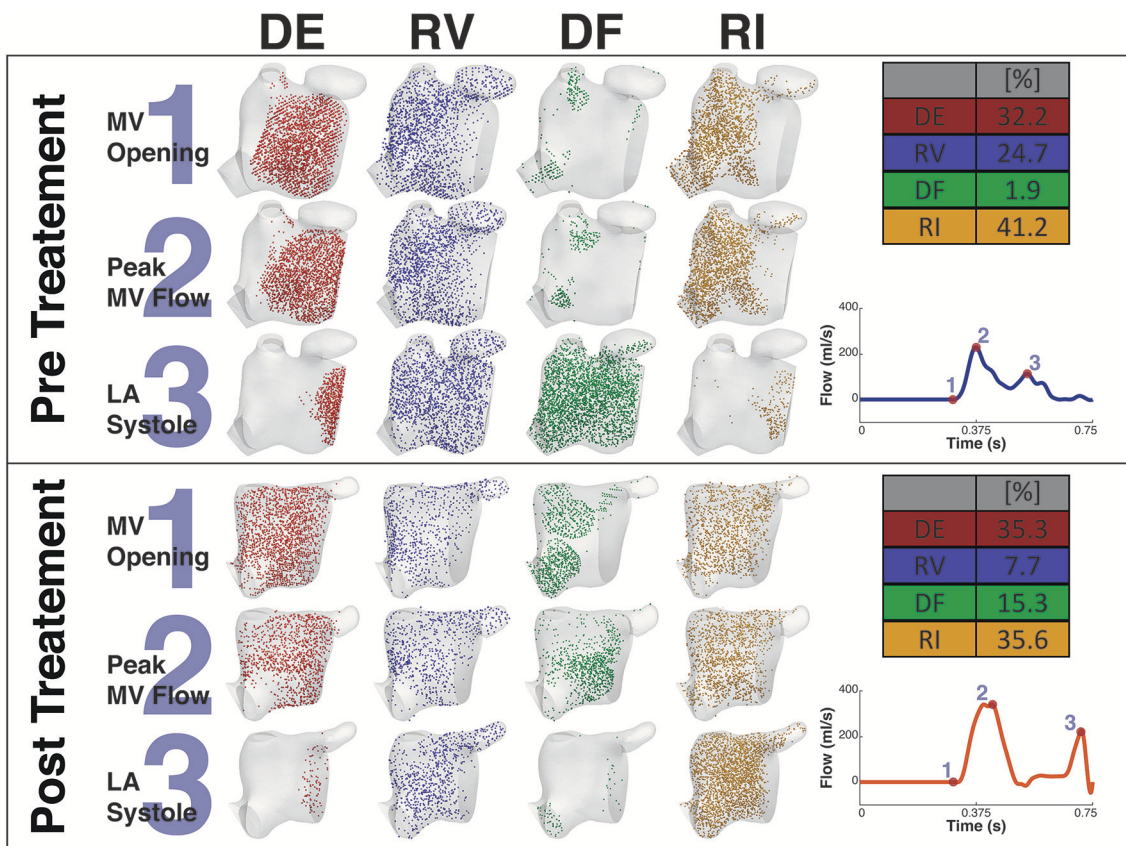 DE RV DF RI
Pre Treatement
1
MV
Opening
2
Peak
MV Flow
3
LA
Systole
[%]
DE 32.2
RV 24.7
DF 1.9
RI 41.2
400
200
0
Flow (ml/s)
1
2
3
0 0.375 0.75
Time (s)
Post Treatement
1
MV
Opening
2
Peak
MV Flow
3
LA
Systole
[%]
DE 35.3
RV 7.7
DF 15.3
RI 35.6
400
200
0
Flow (ml/s)
1
2
3
0 0.375 0.75
Time (s)